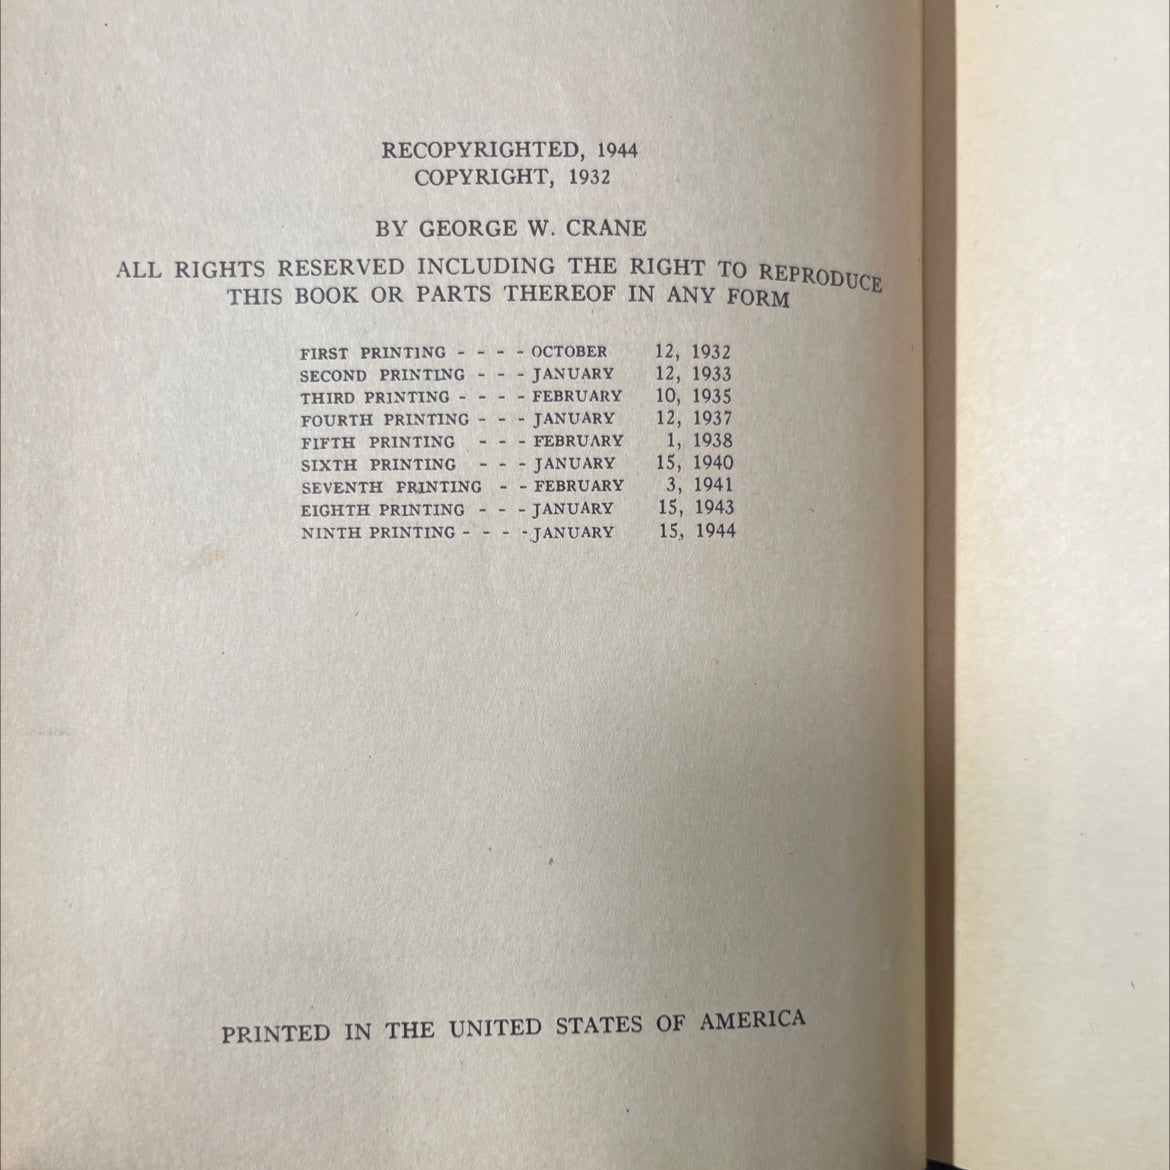 RECOPYRIGHTED, 1944
COPYRIGHT, 1932
BY GEORGE W. CRANE
ALL RIGHTS RESERVED INCLUDING THE RIGHT TO REPRODUCE
THIS BOOK OR PARTS THEREOF IN ANY FORM
FIRST PRINTING - - - - OCTOBER 12, 1932
SECOND PRINTING - - - JANUARY 12, 1933
THIRD PRINTING - - - - FEBRUARY 10, 1935
FOURTH PRINTING - - - JANUARY 12, 1937
FIFTH PRINTING - - - FEBRUARY 1, 1938
SIXTH PRINTING - - - JANUARY 15, 1940
SEVENTH PRINTING - - FEBRUARY 3, 1941
EIGHTH PRINTING - - - JANUARY 15, 1943
NINTH PRINTING - - - - JANUARY 15, 1944
PRINTED IN THE UNITED STATES OF AMERICA